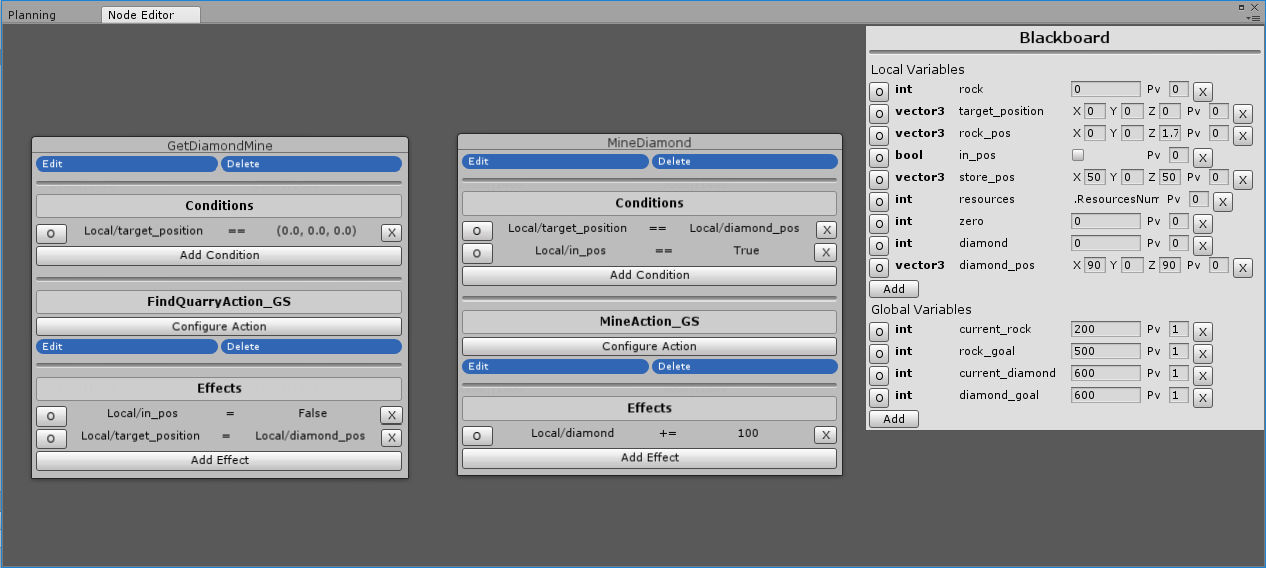 Planning Node Editor
GetDiamondMine
Edit Delete
Conditions
O Local/target_position == (0.0, 0.0, 0.0) X
Add Condition
FindQuarryAction_GS
Configure Action
Edit Delete
Effects
O Local/in_pos = False X
O Local/target_position = Local/diamond_pos X
Add Effect
MineDiamond
Edit Delete
Conditions
O Local/target_position == Local/diamond_pos X
O Local/in_pos == True X
Add Condition
MineAction_GS
Configure Action
Edit Delete
Effects
O Local/diamond += 100 X
Add Effect
Blackboard
Local Variables
O int rock 0 Pv 0 X
O vector3 target_position X 0 Y 0 Z 0 Pv 0 X
O vector3 rock_pos X 0 Y 0 Z 1.7 Pv 0 X
O bool in_pos Pv 0 X
O vector3 store_pos X 50 Y 0 Z 50 Pv 0 X
O int resources .ResourcesNum Pv 0 X
O int zero 0 Pv 0 X
O int diamond 0 Pv 0 X
O vector3 diamond_pos X 90 Y 0 Z 90 Pv 0 X
Add
Global Variables
O int current_rock 200 Pv 1 X
O int rock_goal 500 Pv 1 X
O int current_diamond 600 Pv 1 X
O int diamond_goal 600 Pv 1 X
Add